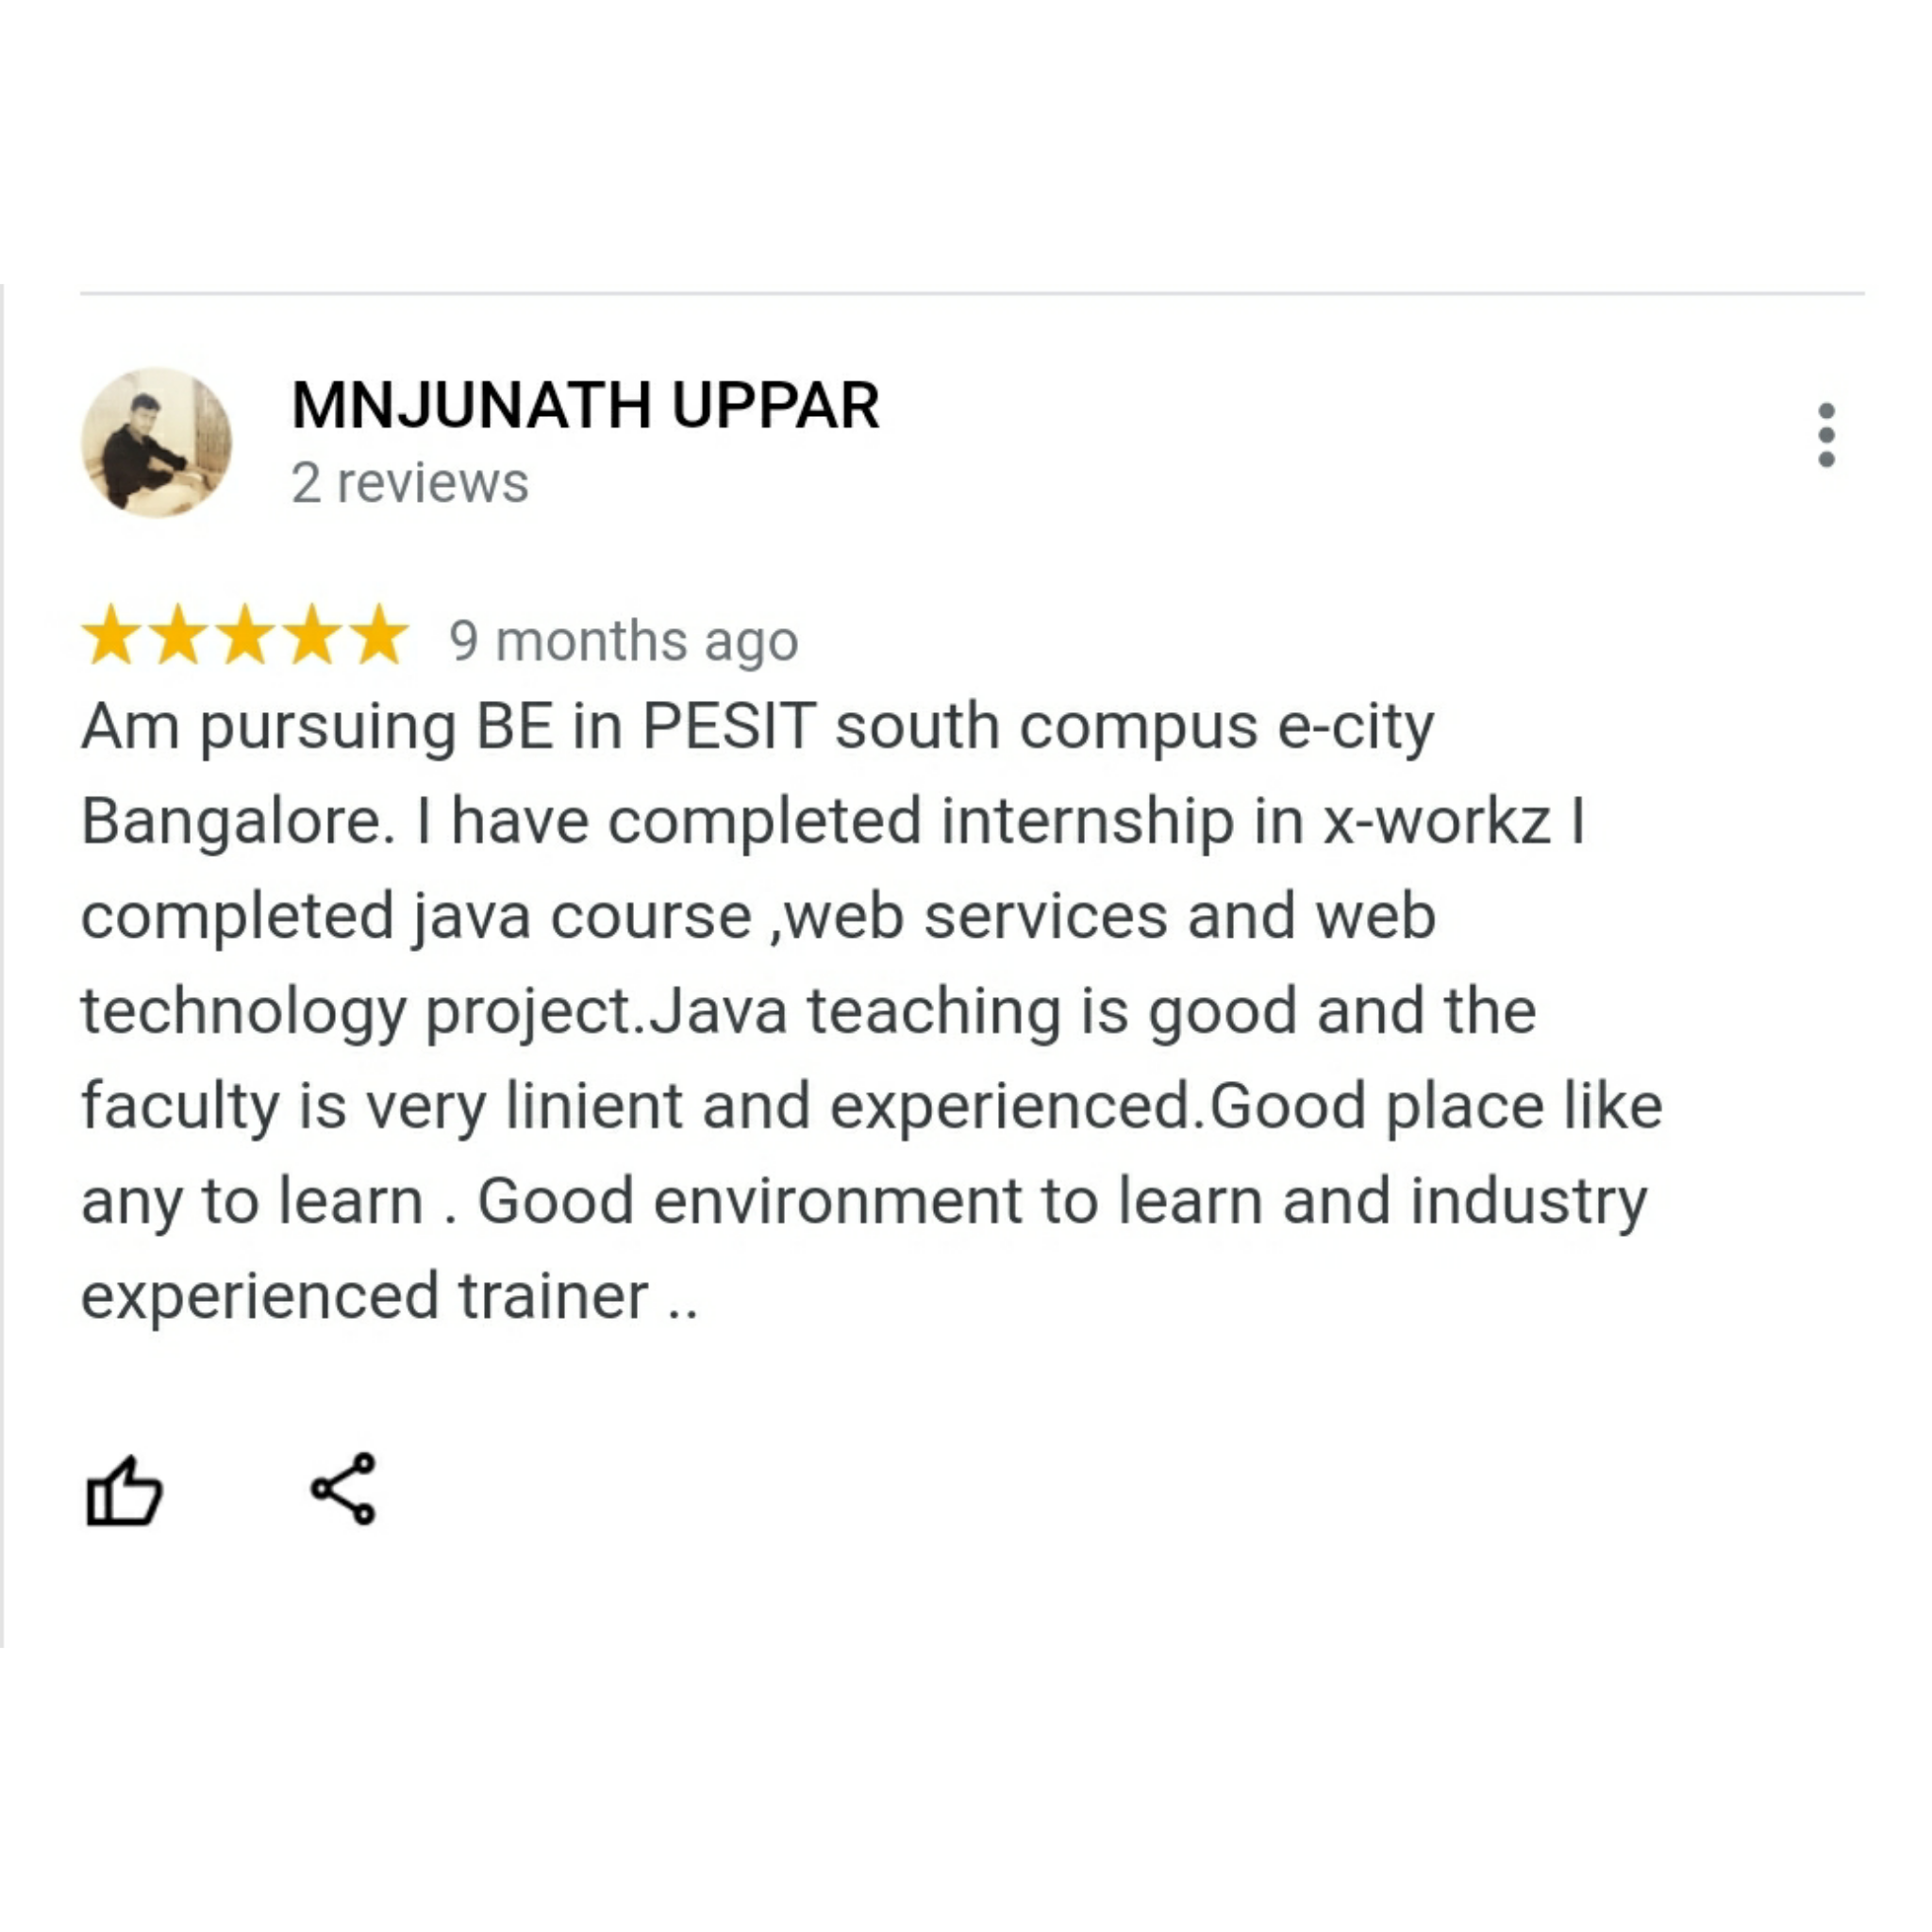 MNJUNATH UPPAR
2 reviews
9 months ago
Am pursuing BE in PESIT south compus e-city
Bangalore. I have completed internship in x-workz I
completed java course ,web services and web
technology project.Java teaching is good and the
faculty is very linient and experienced.Good place like
any to learn . Good environment to learn and industry
experienced trainer ..